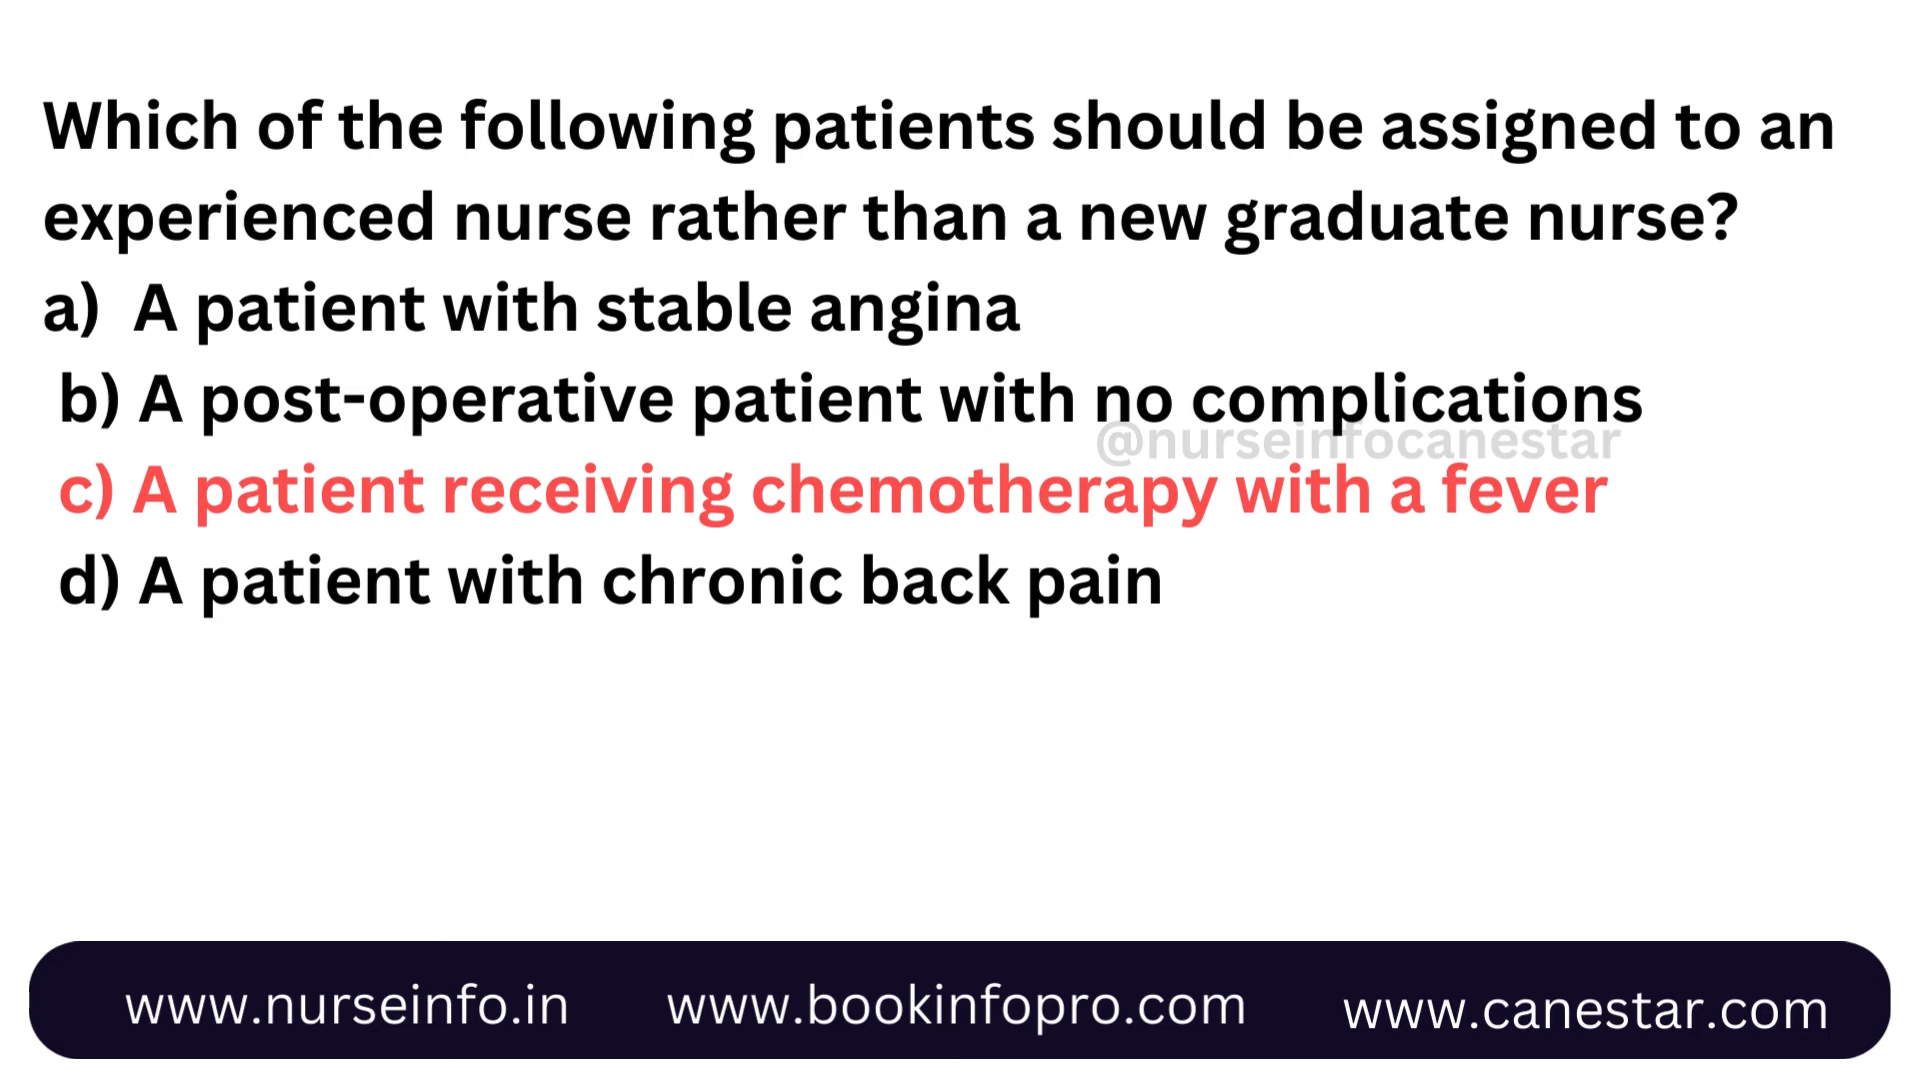 Which of the following patients should be assigned to an
experienced nurse rather than a new graduate nurse?
a) A patient with stable angina
b) A post-operative patient with no complications
@nurseinfocanestar
c) A patient receiving chemotherapy with a fever
d) A patient with chronic back pain
www.nurseinfo.in www.bookinfopro.com www.canestar.com